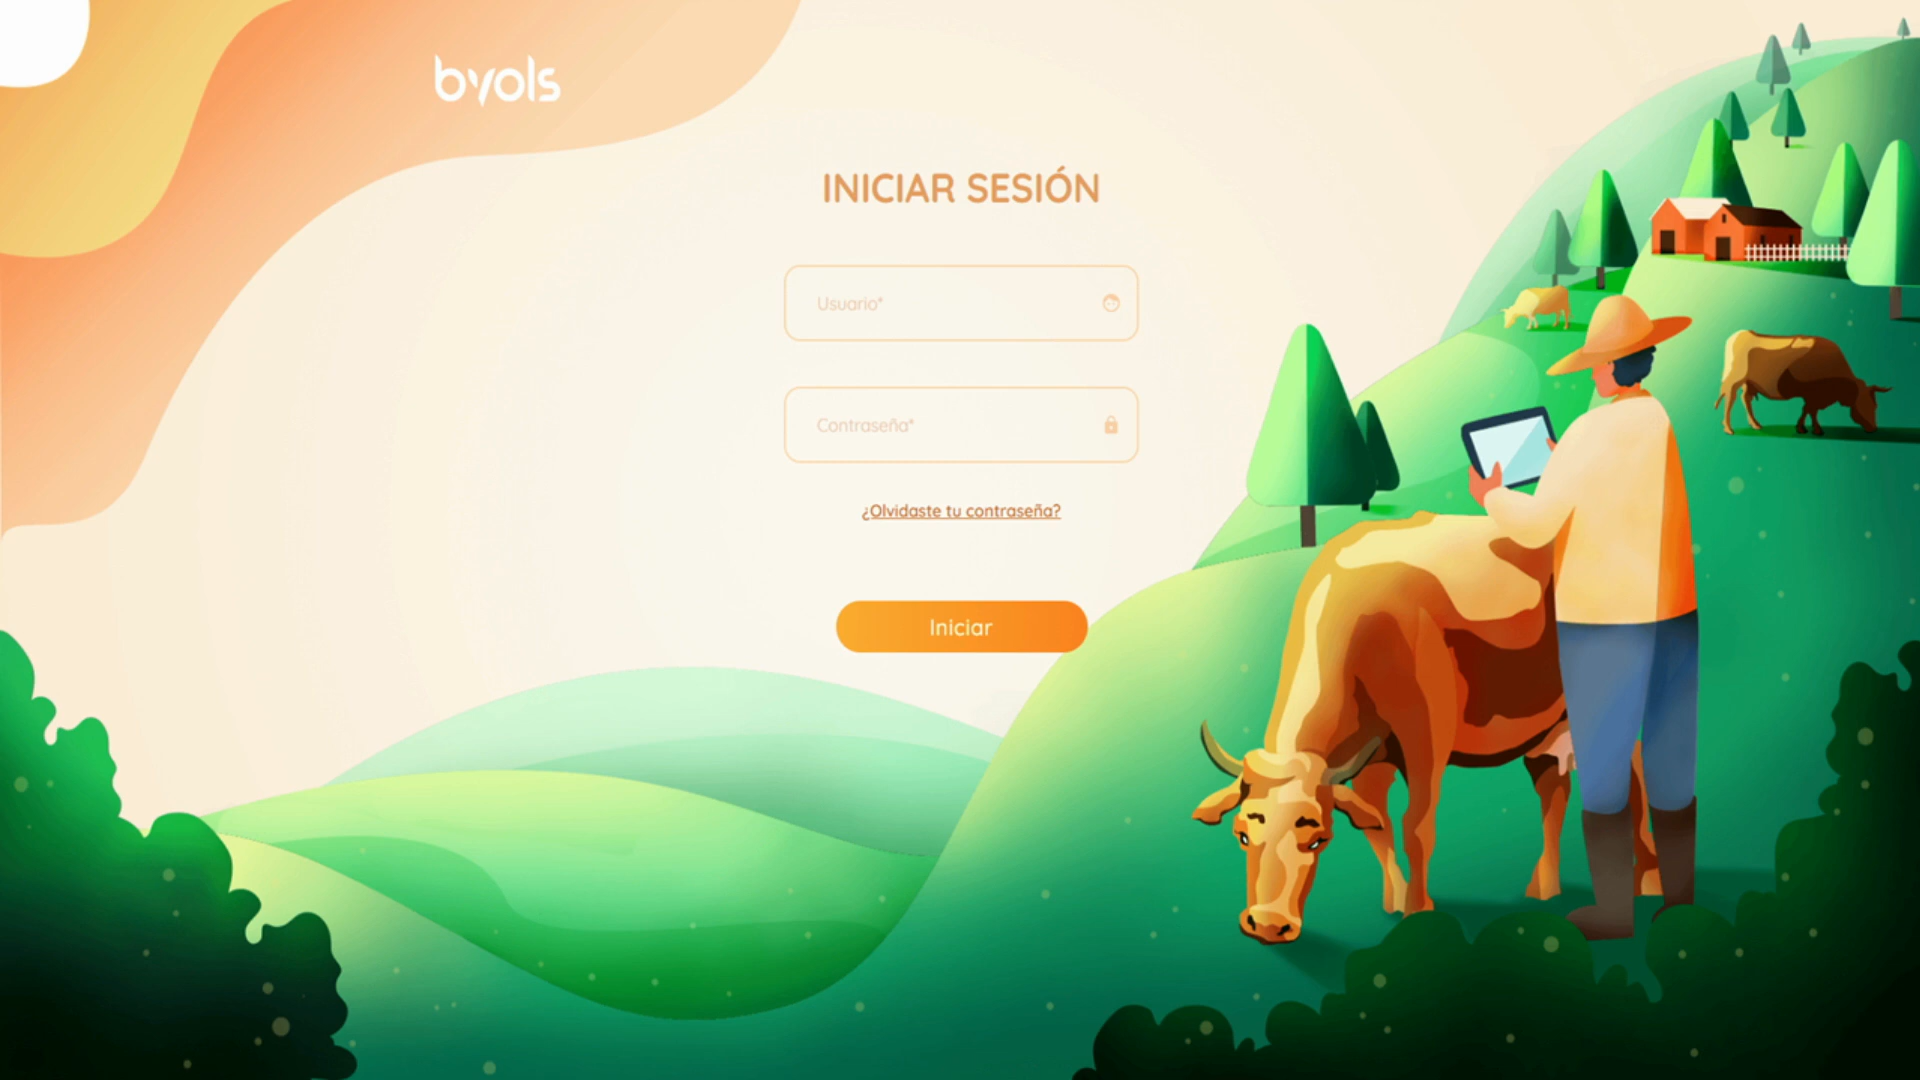 byols
INICIAR SESIÓN
Usuario*
Contraseña*
¿Olvidaste tu contraseña?
Iniciar